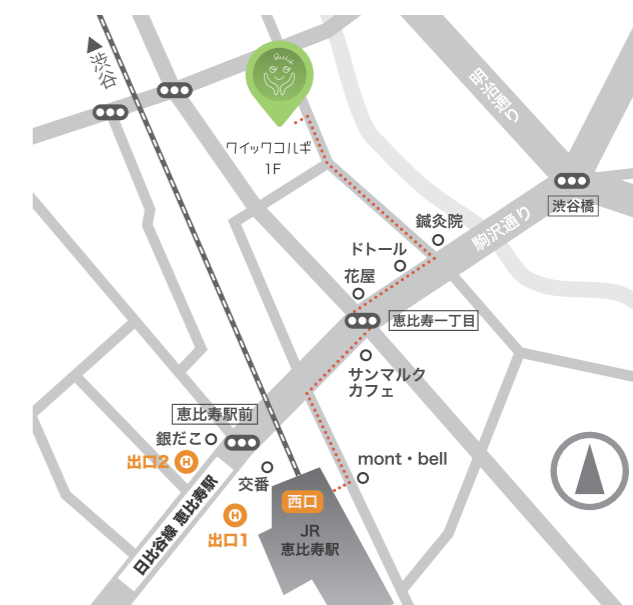 渋谷
明治通り
ワイッワコルギ
1F
渋谷橋
鍼灸院
駒沢通り
ドトール
花屋
恵比寿一丁目
サンマルク
カフェ
恵比寿駅前
銀だこ
出口2
mont・bell
交番
西口
出口1
JR
恵比寿駅
日比谷線 恵比寿駅